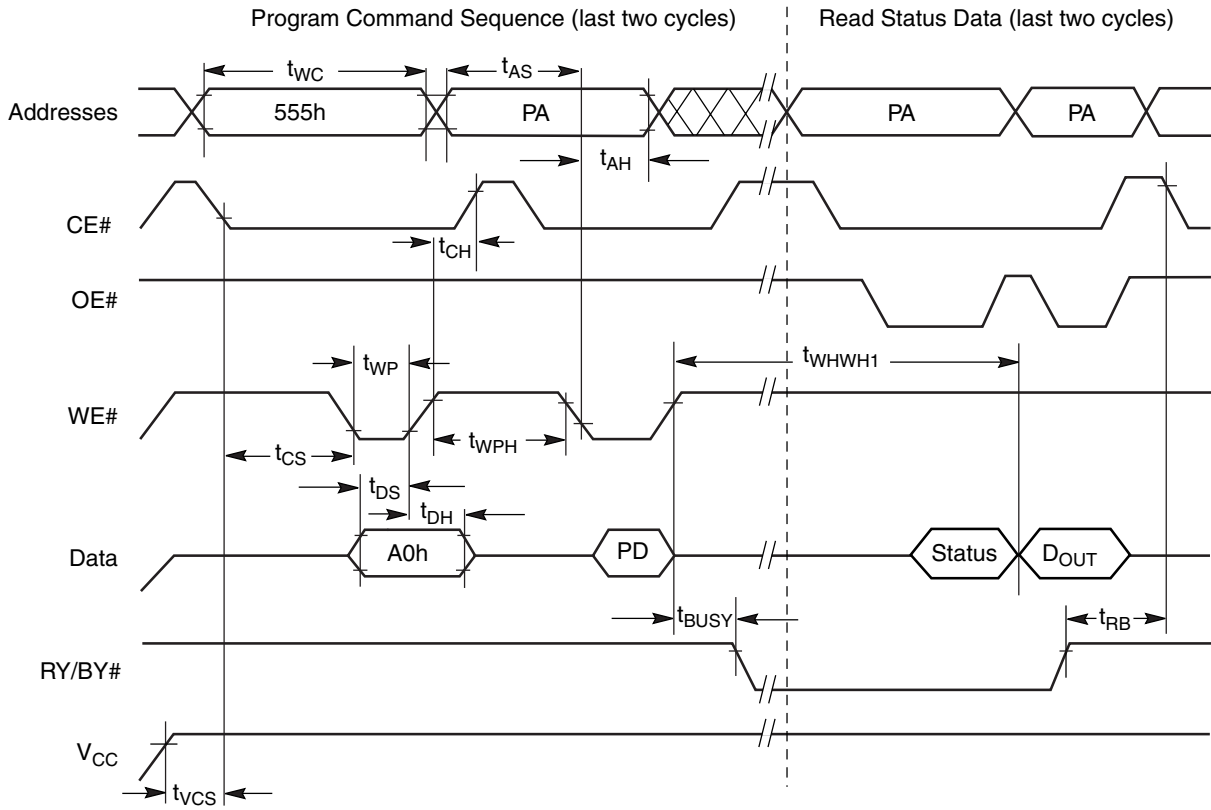 Program Command Sequence (last two cycles) Read Status Data (last two cycles)
tWC tAS
Addresses 555h PA PA PA
tAH
CE#
tCH
OE#
tWP tWHWH1
WE#
tCS tWPH
tDS
tDH
Data A0h PD Status DOUT
tBUSY tRB
RY/BY#
VCC
tVCS